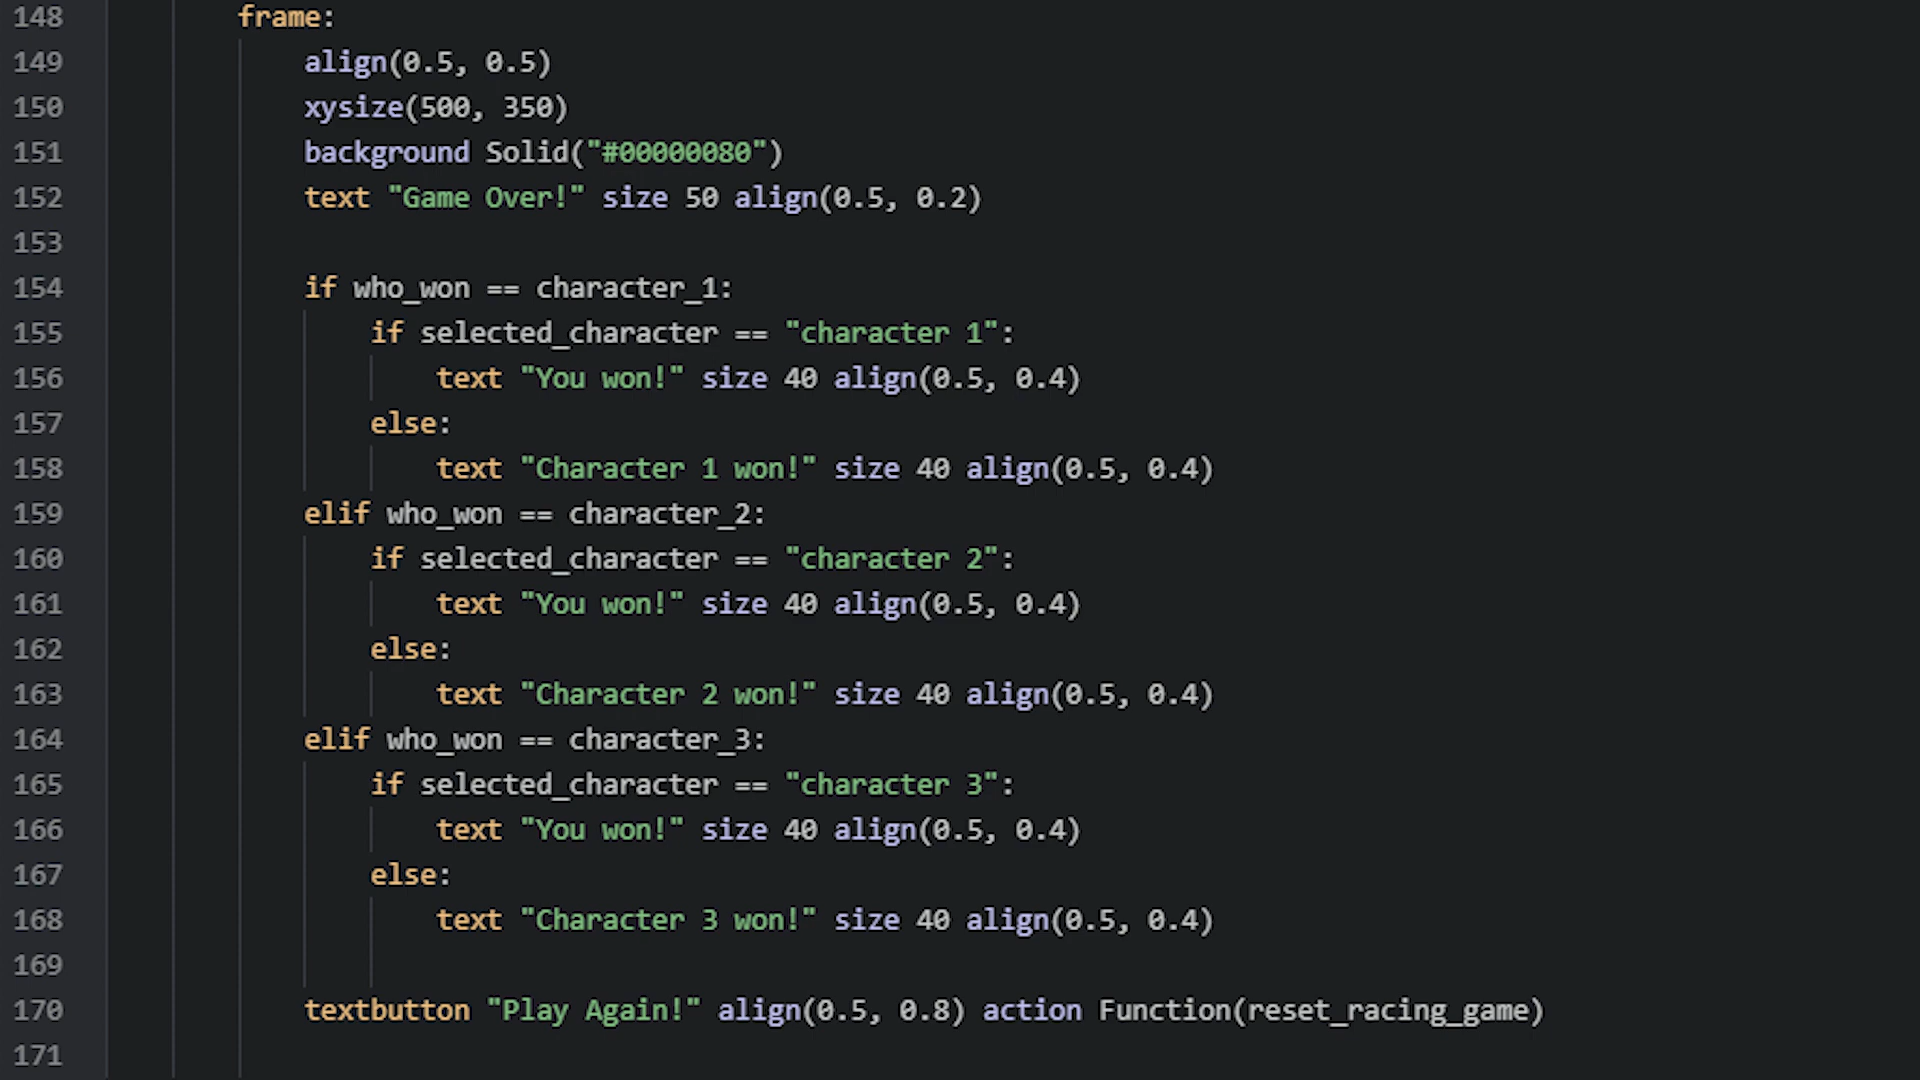 148 frame:
149 align(0.5, 0.5)
150 xysize(500, 350)
151 background Solid("#00000080")
152 text "Game Over!" size 50 align(0.5, 0.2)
153
154 if who_won == character_1:
155 if selected_character == "character 1":
156 text "You won!" size 40 align(0.5, 0.4)
157 else:
158 text "Character 1 won!" size 40 align(0.5, 0.4)
159 elif who_won == character_2:
160 if selected_character == "character 2":
161 text "You won!" size 40 align(0.5, 0.4)
162 else:
163 text "Character 2 won!" size 40 align(0.5, 0.4)
164 elif who_won == character_3:
165 if selected_character == "character 3":
166 text "You won!" size 40 align(0.5, 0.4)
167 else:
168 text "Character 3 won!" size 40 align(0.5, 0.4)
169
170 textbutton "Play Again!" align(0.5, 0.8) action Function(reset_racing_game)
171